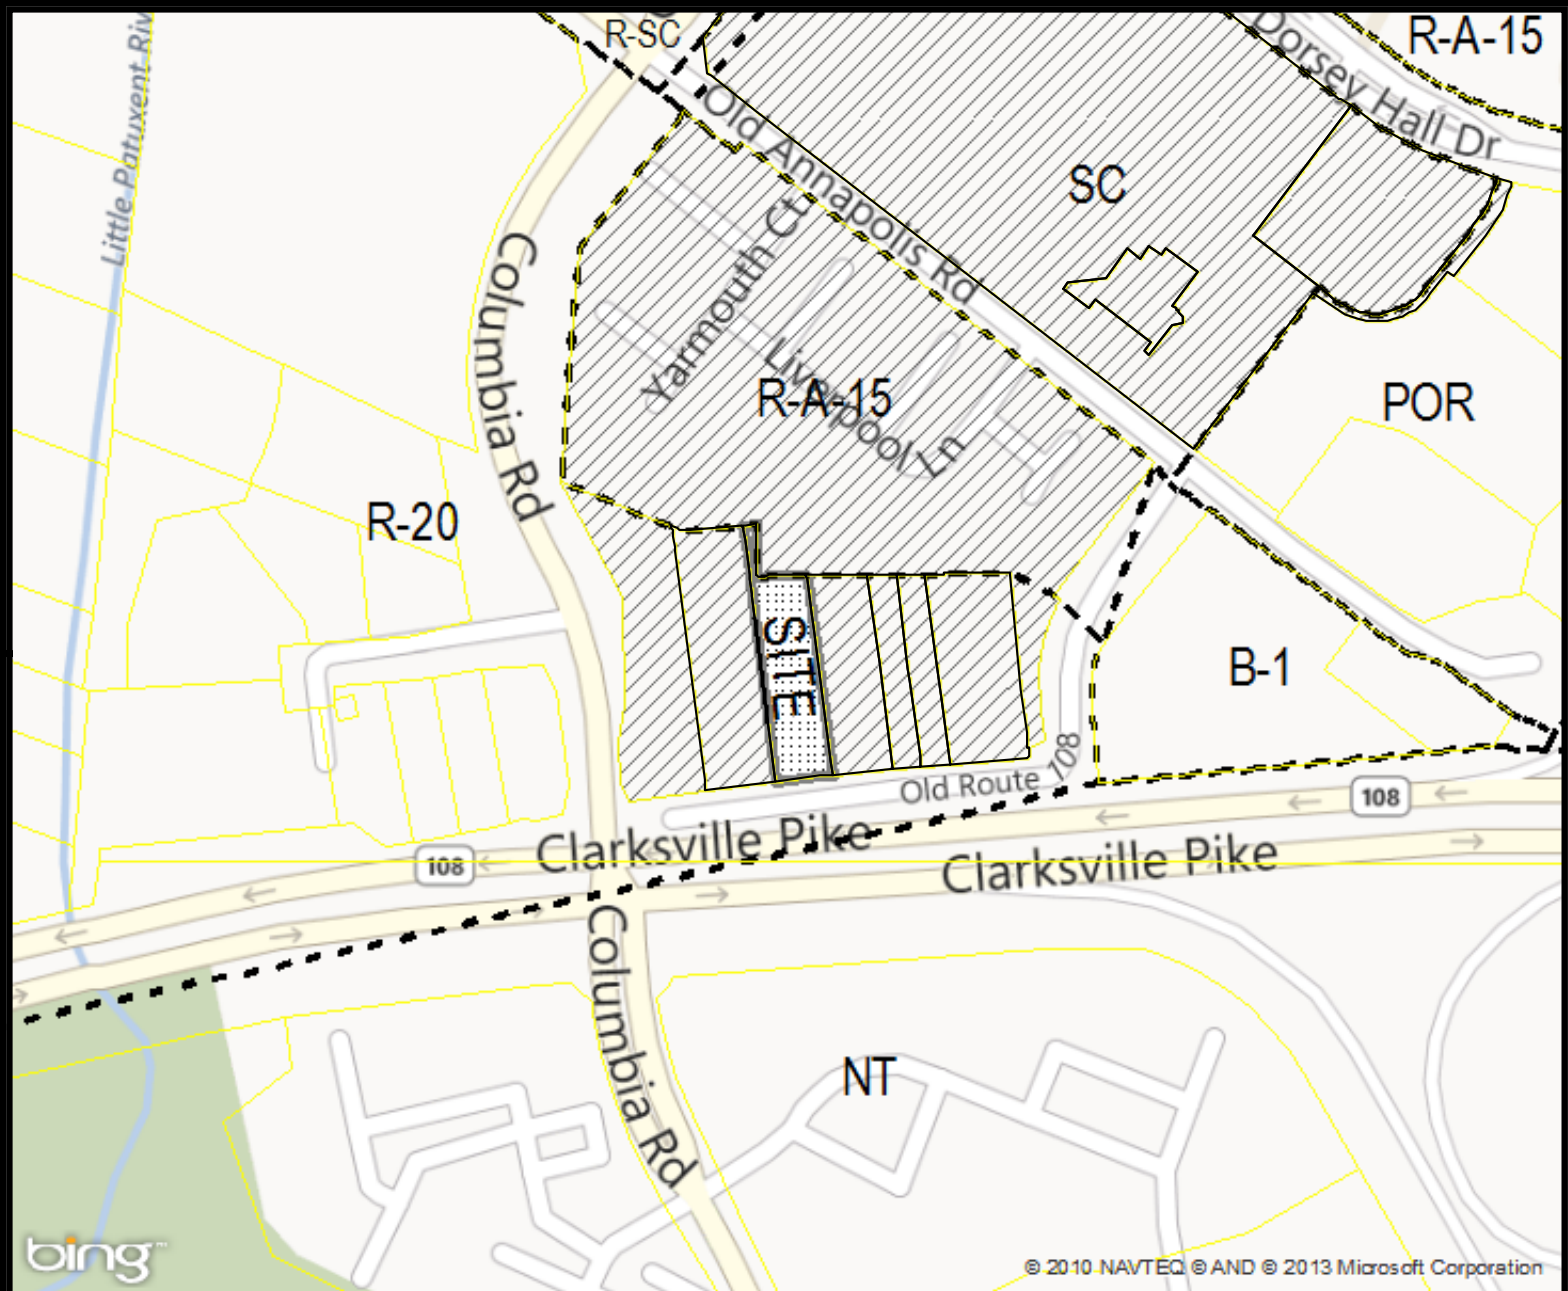 R-SC
R-A-15
Dorsey Hall Dr
Little Patuxent Riv
Old Annapolis Rd
SC
Columbia Rd
Yarmouth Ct
Liverpool Ln
R-A-15
POR
R-20
SITE
B-1
Old Route 108
108
Clarksville Pike
108
Clarksville Pike
Columbia Rd
NT
bing™
© 2010 NAVTEQ © AND © 2013 Microsoft Corporation